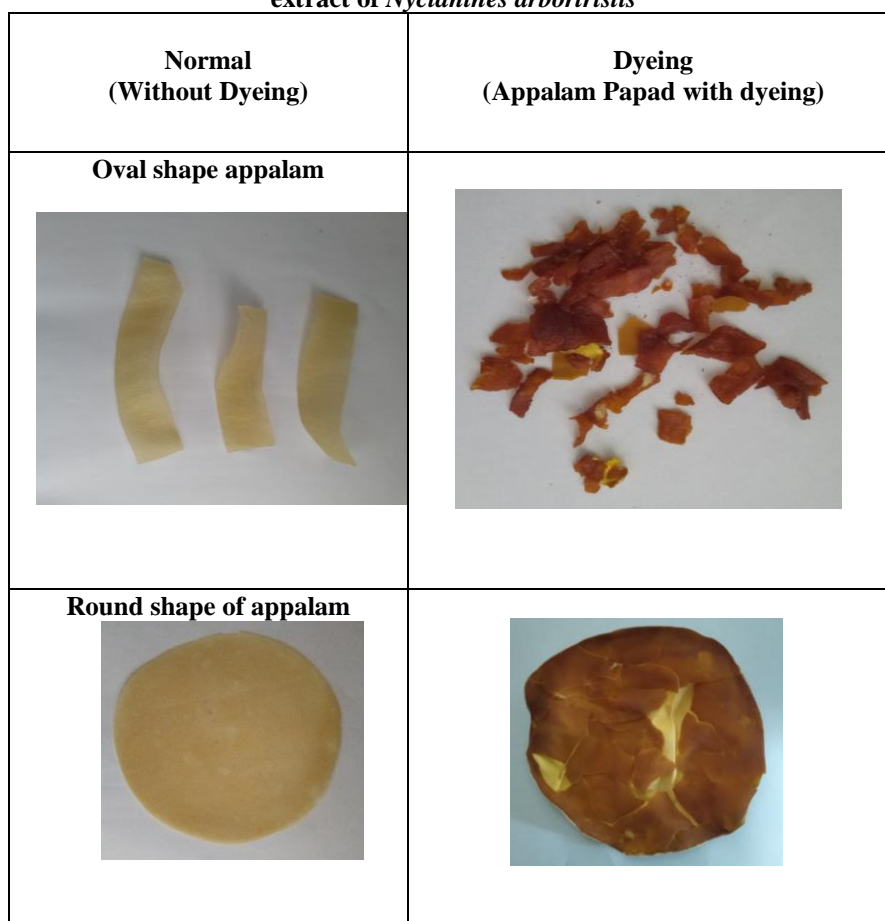 extract of Nyctanthes arbortristis
Normal
(Without Dyeing)
Dyeing
(Appalam Papad with dyeing)
Oval shape appalam
Round shape of appalam